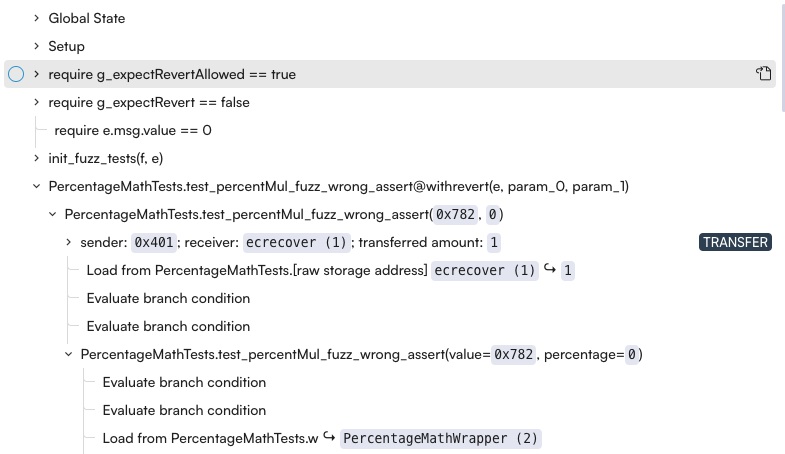 Global State
Setup
require g_expectRevertAllowed == true
require g_expectRevert == false
require e.msg.value == 0
init_fuzz_tests(f, e)
PercentageMathTests.test_percentMul_fuzz_wrong_assert@withrevert(e, param_0, param_1)
PercentageMathTests.test_percentMul_fuzz_wrong_assert(0x782, 0)
sender: 0x401; receiver: ecrecover (1); transferred amount: 1 TRANSFER
Load from PercentageMathTests.[raw storage address] ecrecover (1) ↪ 1
Evaluate branch condition
Evaluate branch condition
PercentageMathTests.test_percentMul_fuzz_wrong_assert(value=0x782, percentage=0)
Evaluate branch condition
Evaluate branch condition
Load from PercentageMathTests.w ↪ PercentageMathWrapper (2)